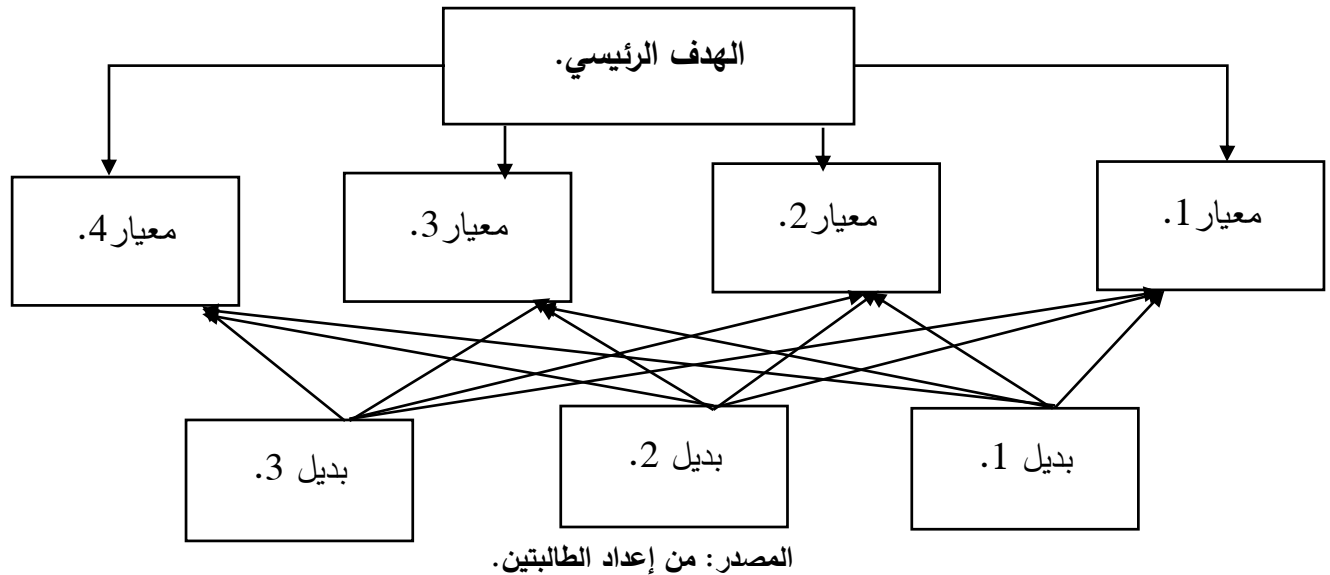 الهدف الرئيسي.
معيار1.
معيار2.
معيار3.
معيار4.
بديل 1.
بديل 2.
بديل 3.
المصدر: من إعداد الطالبتين.